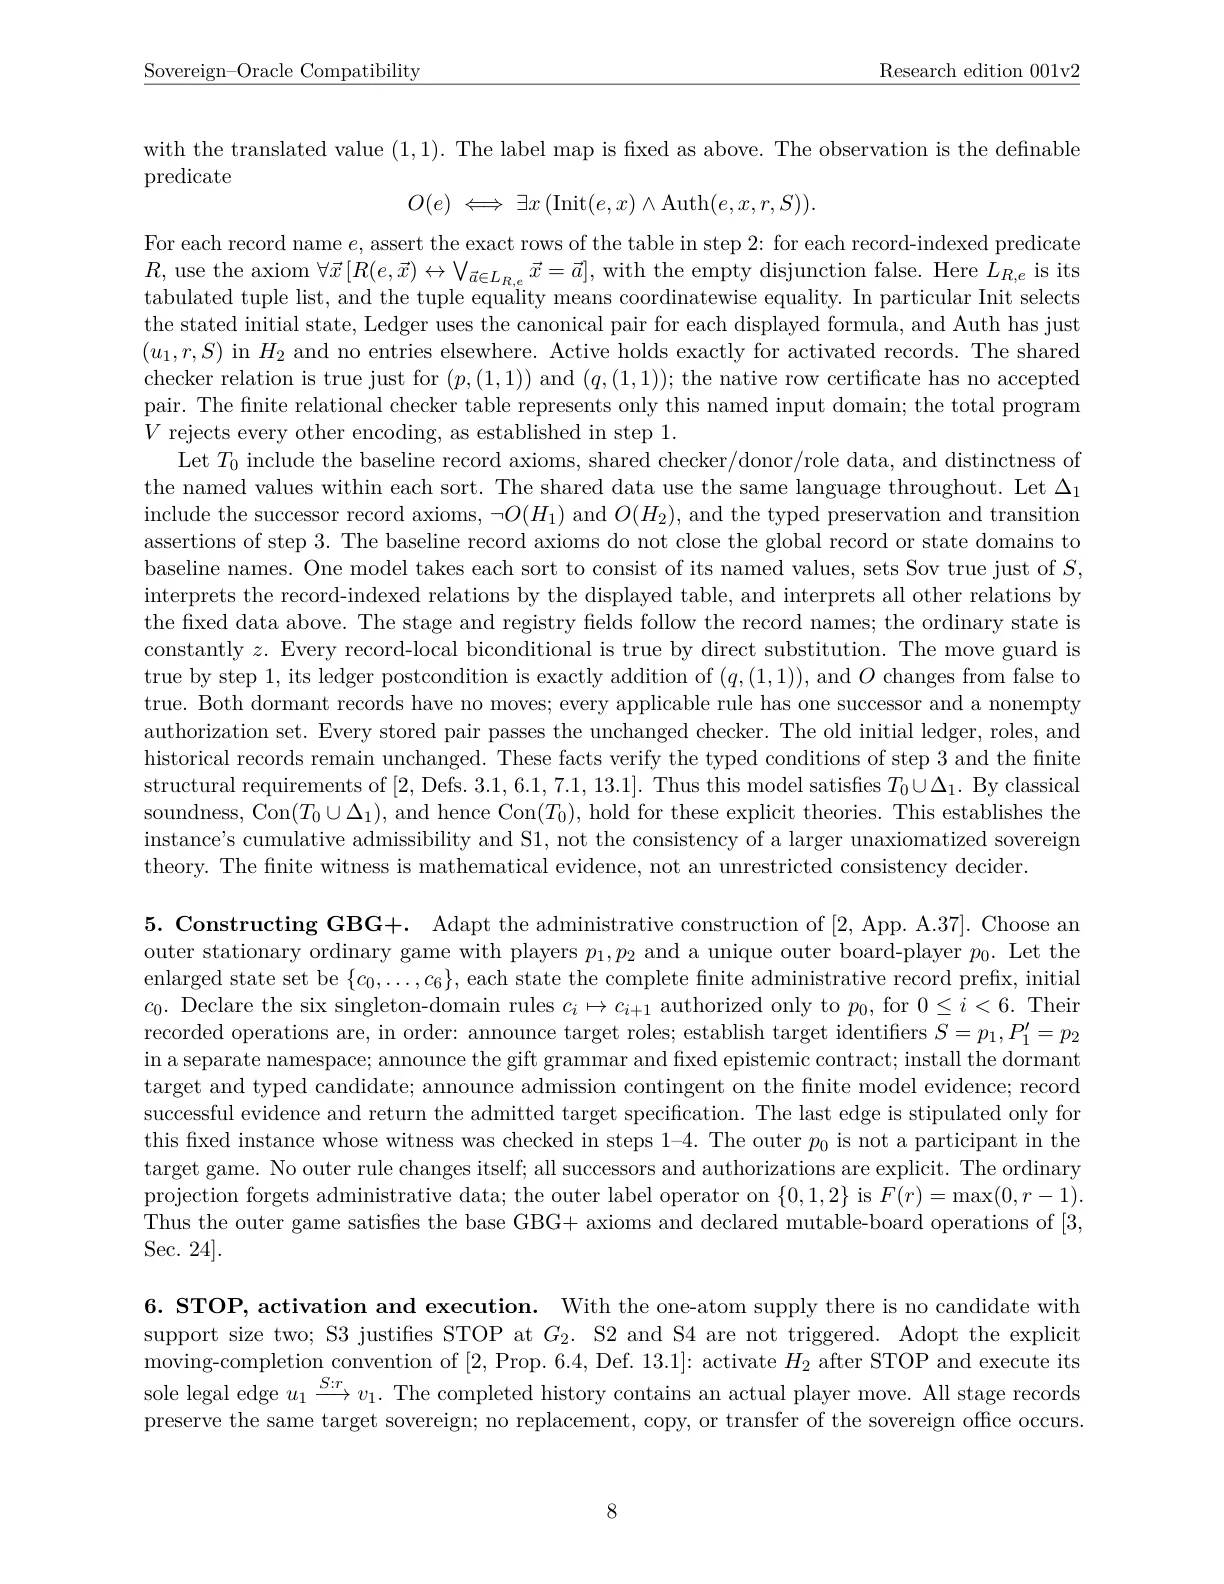 Sovereign–Oracle Compatibility Research edition 001v2
with the translated value (1, 1). The label map is fixed as above. The observation is the definable
predicate
O(e) ⟺ ∃x (Init(e, x) ∧ Auth(e, x, r, S)).
For each record name e, assert the exact rows of the table in step 2: for each record-indexed predicate
R, use the axiom ∀x⃗ [R(e, x⃗) ↔ ⋁_{a⃗∈L_{R,e}} x⃗ = a⃗], with the empty disjunction false. Here L_{R,e} is its
tabulated tuple list, and the tuple equality means coordinatewise equality. In particular Init selects
the stated initial state, Ledger uses the canonical pair for each displayed formula, and Auth has just
(u₁, r, S) in H₂ and no entries elsewhere. Active holds exactly for activated records. The shared
checker relation is true just for (p, (1, 1)) and (q, (1, 1)); the native row certificate has no accepted
pair. The finite relational checker table represents only this named input domain; the total program
V rejects every other encoding, as established in step 1.
Let T₀ include the baseline record axioms, shared checker/donor/role data, and distinctness of
the named values within each sort. The shared data use the same language throughout. Let Δ₁
include the successor record axioms, ¬O(H₁) and O(H₂), and the typed preservation and transition
assertions of step 3. The baseline record axioms do not close the global record or state domains to
baseline names. One model takes each sort to consist of its named values, sets Sov true just of S,
interprets the record-indexed relations by the displayed table, and interprets all other relations by
the fixed data above. The stage and registry fields follow the record names; the ordinary state is
constantly z. Every record-local biconditional is true by direct substitution. The move guard is
true by step 1, its ledger postcondition is exactly addition of (q, (1, 1)), and O changes from false to
true. Both dormant records have no moves; every applicable rule has one successor and a nonempty
authorization set. Every stored pair passes the unchanged checker. The old initial ledger, roles, and
historical records remain unchanged. These facts verify the typed conditions of step 3 and the finite
structural requirements of [2, Defs. 3.1, 6.1, 7.1, 13.1]. Thus this model satisfies T₀ ∪ Δ₁. By classical
soundness, Con(T₀ ∪ Δ₁), and hence Con(T₀), hold for these explicit theories. This establishes the
instance's cumulative admissibility and S1, not the consistency of a larger unaxiomatized sovereign
theory. The finite witness is mathematical evidence, not an unrestricted consistency decider.
5. Constructing GBG+. Adapt the administrative construction of [2, App. A.37]. Choose an
outer stationary ordinary game with players p₁, p₂ and a unique outer board-player p₀. Let the
enlarged state set be {c₀, . . . , c₆}, each state the complete finite administrative record prefix, initial
c₀. Declare the six singleton-domain rules cᵢ ↦ cᵢ₊₁ authorized only to p₀, for 0 ≤ i < 6. Their
recorded operations are, in order: announce target roles; establish target identifiers S = p₁, P′₁ = p₂
in a separate namespace; announce the gift grammar and fixed epistemic contract; install the dormant
target and typed candidate; announce admission contingent on the finite model evidence; record
successful evidence and return the admitted target specification. The last edge is stipulated only for
this fixed instance whose witness was checked in steps 1–4. The outer p₀ is not a participant in the
target game. No outer rule changes itself; all successors and authorizations are explicit. The ordinary
projection forgets administrative data; the outer label operator on {0, 1, 2} is F(r) = max(0, r − 1).
Thus the outer game satisfies the base GBG+ axioms and declared mutable-board operations of [3,
Sec. 24].
6. STOP, activation and execution. With the one-atom supply there is no candidate with
support size two; S3 justifies STOP at G₂. S2 and S4 are not triggered. Adopt the explicit
moving-completion convention of [2, Prop. 6.4, Def. 13.1]: activate H₂ after STOP and execute its
sole legal edge u₁ —S:r→ v₁. The completed history contains an actual player move. All stage records
preserve the same target sovereign; no replacement, copy, or transfer of the sovereign office occurs.
8